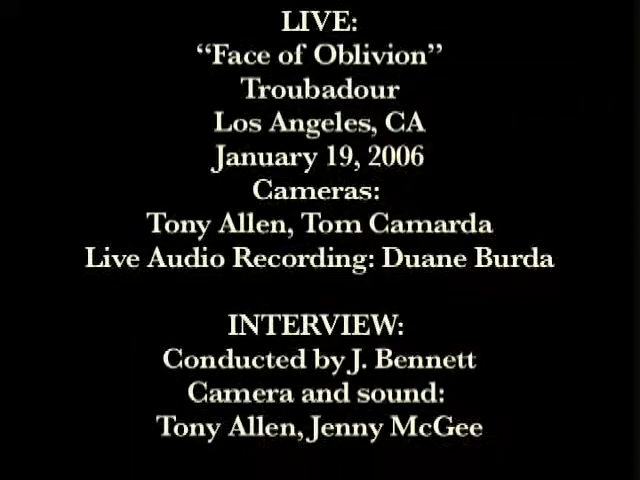 LIVE:
“Face of Oblivion”
Troubadour
Los Angeles, CA
January 19, 2006
Cameras:
Tony Allen, Tom Camarda
Live Audio Recording: Duane Burda
INTERVIEW:
Conducted by J. Bennett
Camera and sound:
Tony Allen, Jenny McGee